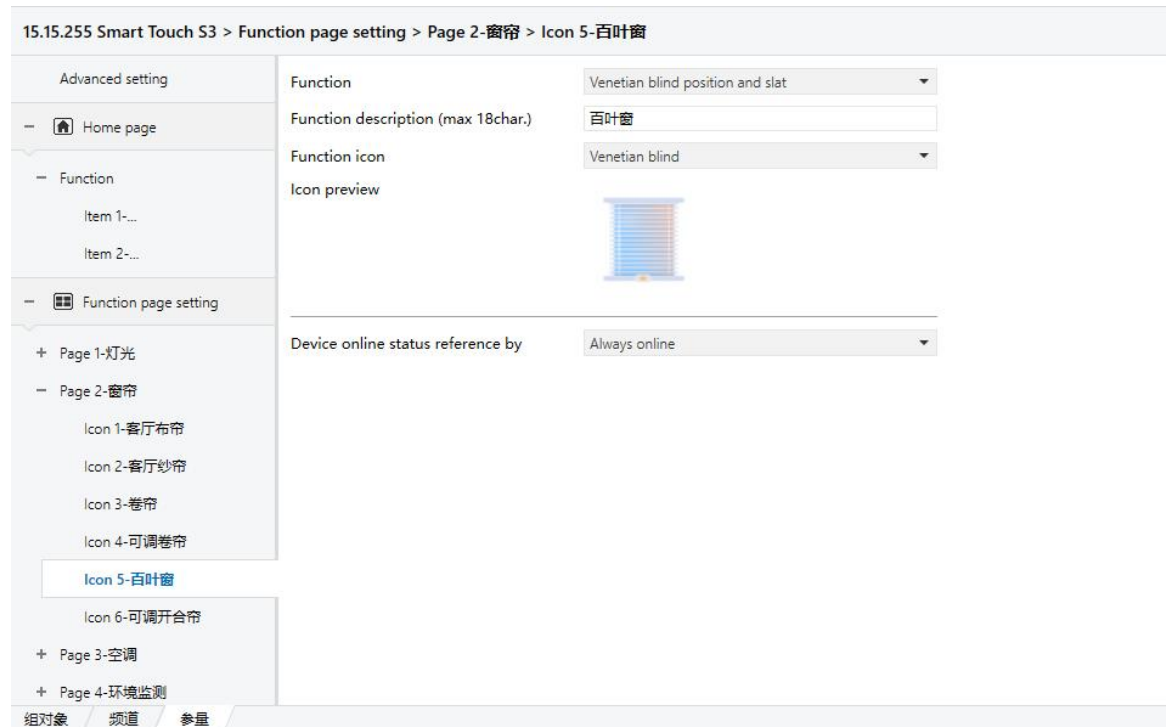 15.15.255 Smart Touch S3 > Function page setting > Page 2-窗帘 > Icon 5-百叶窗
Advanced setting
Home page
Function
Item 1-...
Item 2-...
Function page setting
Page 1-灯光
Page 2-窗帘
Icon 1-客厅布帘
Icon 2-客厅纱帘
Icon 3-卷帘
Icon 4-可调卷帘
Icon 5-百叶窗
Icon 6-可调开合帘
Page 3-空调
Page 4-环境监测
Function Venetian blind position and slat
Function description (max 18char.) 百叶窗
Function icon Venetian blind
Icon preview
Device online status reference by Always online
组对象 频道 参量